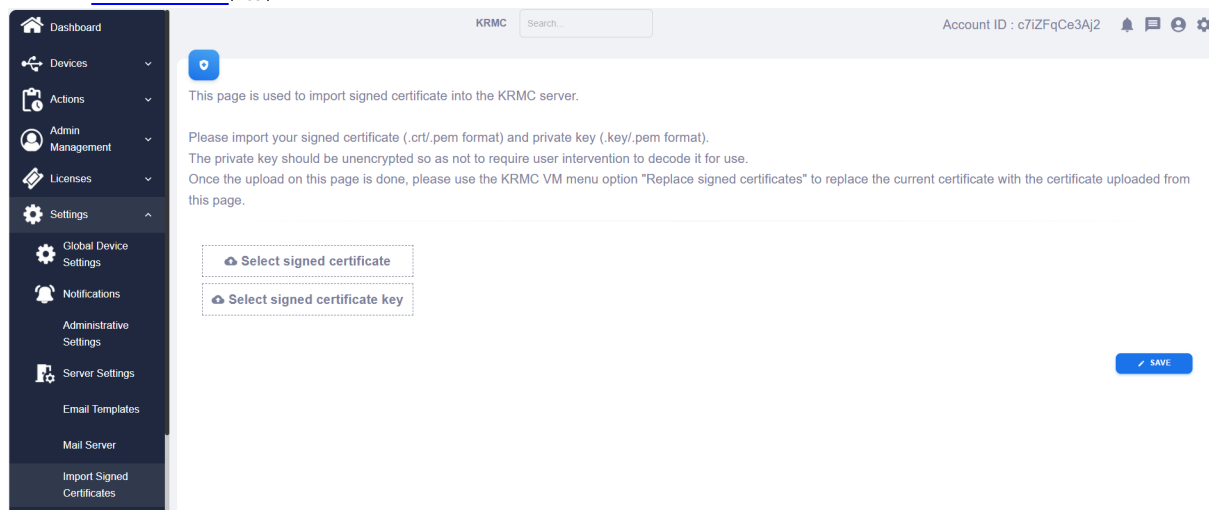 Dashboard
KRMC
Search...
Account ID : c7iZFqCe3Aj2
Devices
Actions
Admin
Management
Licenses
Settings
Global Device
Settings
Notifications
Administrative
Settings
Server Settings
Email Templates
Mail Server
Import Signed
Certificates
This page is used to import signed certificate into the KRMC server.
Please import your signed certificate (.crt/.pem format) and private key (.key/.pem format).
The private key should be unencrypted so as not to require user intervention to decode it for use.
Once the upload on this page is done, please use the KRMC VM menu option "Replace signed certificates" to replace the current certificate with the certificate uploaded from
this page.
Select signed certificate
Select signed certificate key
SAVE